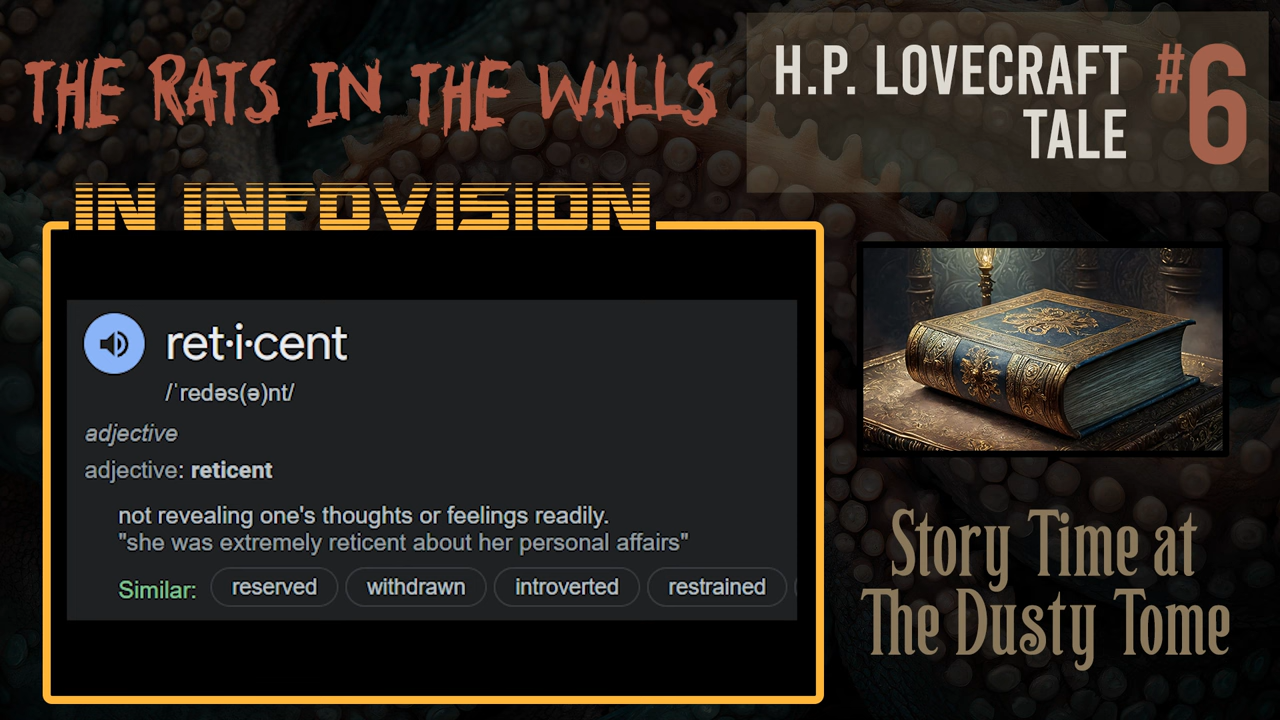 THE RATS IN THE WALLS
H.P. LOVECRAFT
TALE
#6
IN INFOVISION
ret·i·cent
/ˈredəs(ə)nt/
adjective
adjective: reticent
not revealing one's thoughts or feelings readily.
"she was extremely reticent about her personal affairs"
Similar: reserved withdrawn introverted restrained
Story Time at
The Dusty Tome